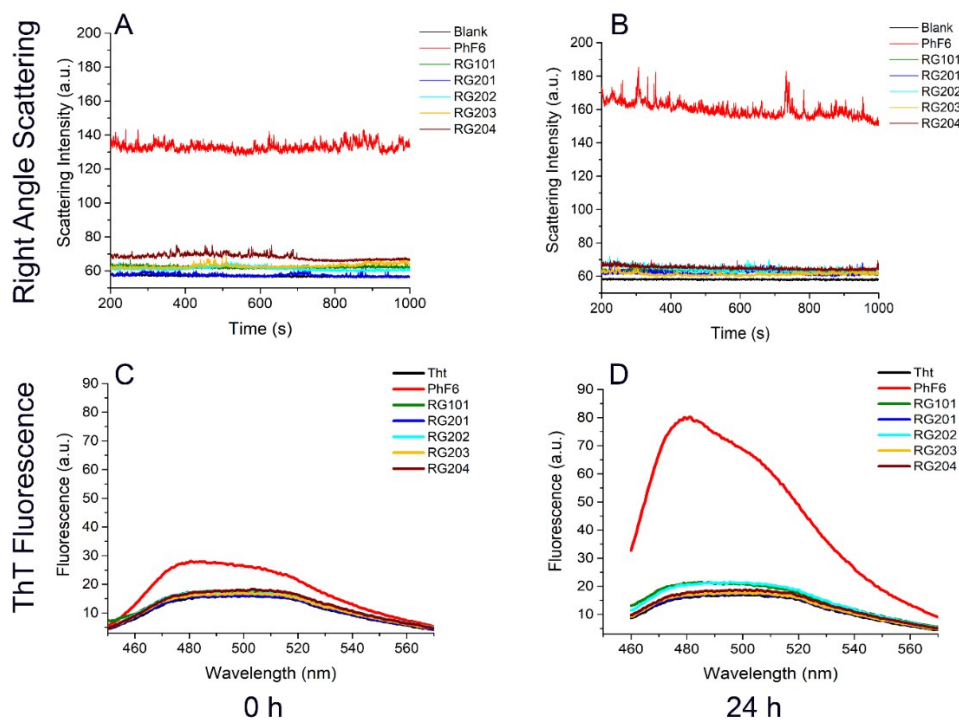 A
Right Angle Scattering
Scattering Intensity (a.u.)
200
180
160
140
120
100
80
60
200
400
600
800
1000
Time (s)
Blank
PhF6
RG101
RG201
RG202
RG203
RG204
B
Scattering Intensity (a.u.)
200
180
160
140
120
100
80
60
200
400
600
800
1000
Time (s)
Blank
PhF6
RG101
RG201
RG202
RG203
RG204
C
ThT Fluorescence
Fluorescence (a.u.)
90
80
70
60
50
40
30
20
10
460
480
500
520
540
560
Wavelength (nm)
Tht
PhF6
RG101
RG201
RG202
RG203
RG204
0 h
D
Fluorescence (a.u.)
90
80
70
60
50
40
30
20
10
460
480
500
520
540
560
Wavelength (nm)
Tht
PhF6
RG101
RG201
RG202
RG203
RG204
24 h